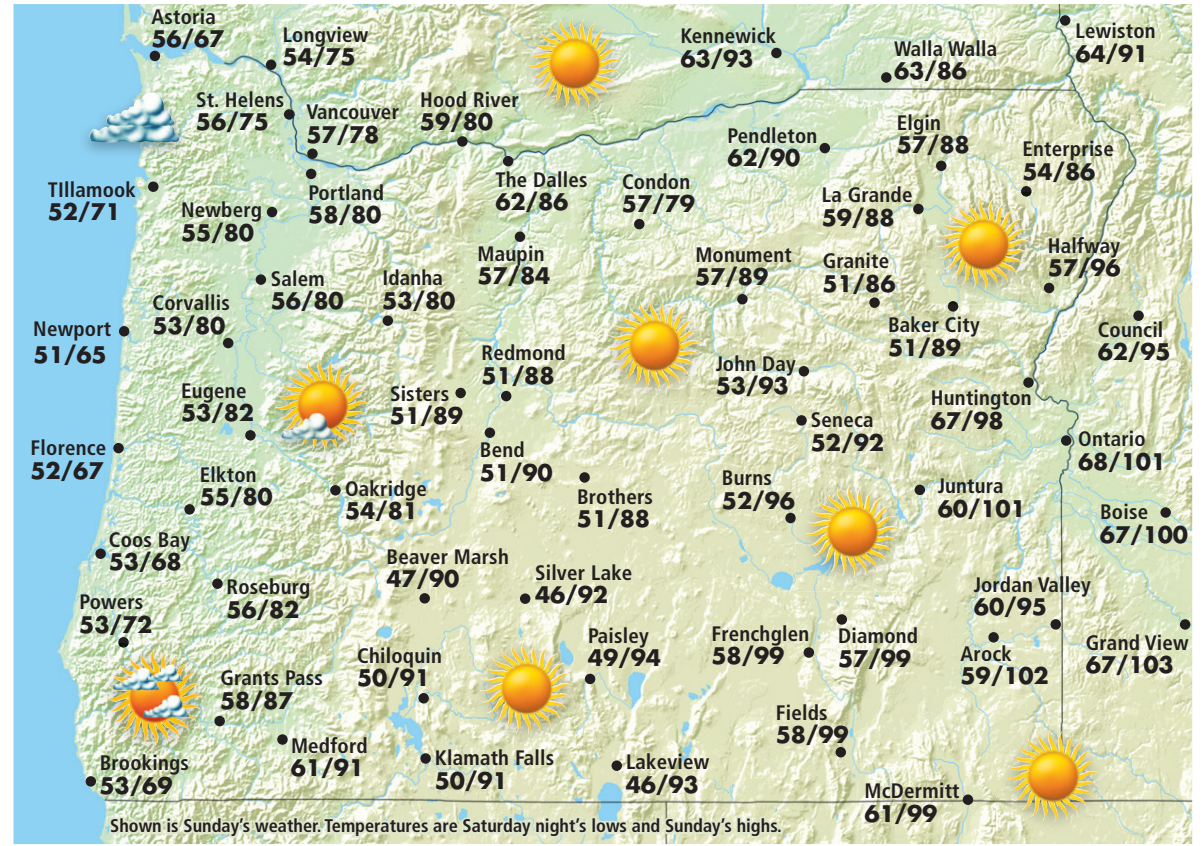 Astoria
56/67
Longview
54/75
Kennewick
63/93
Walla Walla
63/86
Lewiston
64/91
St. Helens
56/75
Vancouver
57/78
Hood River
59/80
Pendleton
62/90
Elgin
57/88
Enterprise
54/86
TIllamook
52/71
Newberg
55/80
Portland
58/80
The Dalles
62/86
Condon
57/79
La Grande
59/88
Maupin
57/84
Monument
57/89
Granite
51/86
Halfway
57/96
Salem
56/80
Idanha
53/80
Corvallis
53/80
Newport
51/65
Baker City
51/89
Council
62/95
Redmond
51/88
John Day
53/93
Eugene
53/82
Sisters
51/89
Huntington
67/98
Seneca
52/92
Florence
52/67
Bend
51/90
Ontario
68/101
Elkton
55/80
Oakridge
54/81
Brothers
51/88
Burns
52/96
Juntura
60/101
Boise
67/100
Coos Bay
53/68
Beaver Marsh
47/90
Silver Lake
46/92
Roseburg
56/82
Jordan Valley
60/95
Powers
53/72
Paisley
49/94
Frenchglen
58/99
Diamond
57/99
Arock
59/102
Grand View
67/103
Chiloquin
50/91
Grants Pass
58/87
Fields
58/99
Medford
61/91
Klamath Falls
50/91
Lakeview
46/93
Brookings
53/69
McDermitt
61/99
Shown is Sunday's weather. Temperatures are Saturday night's lows and Sunday's highs.